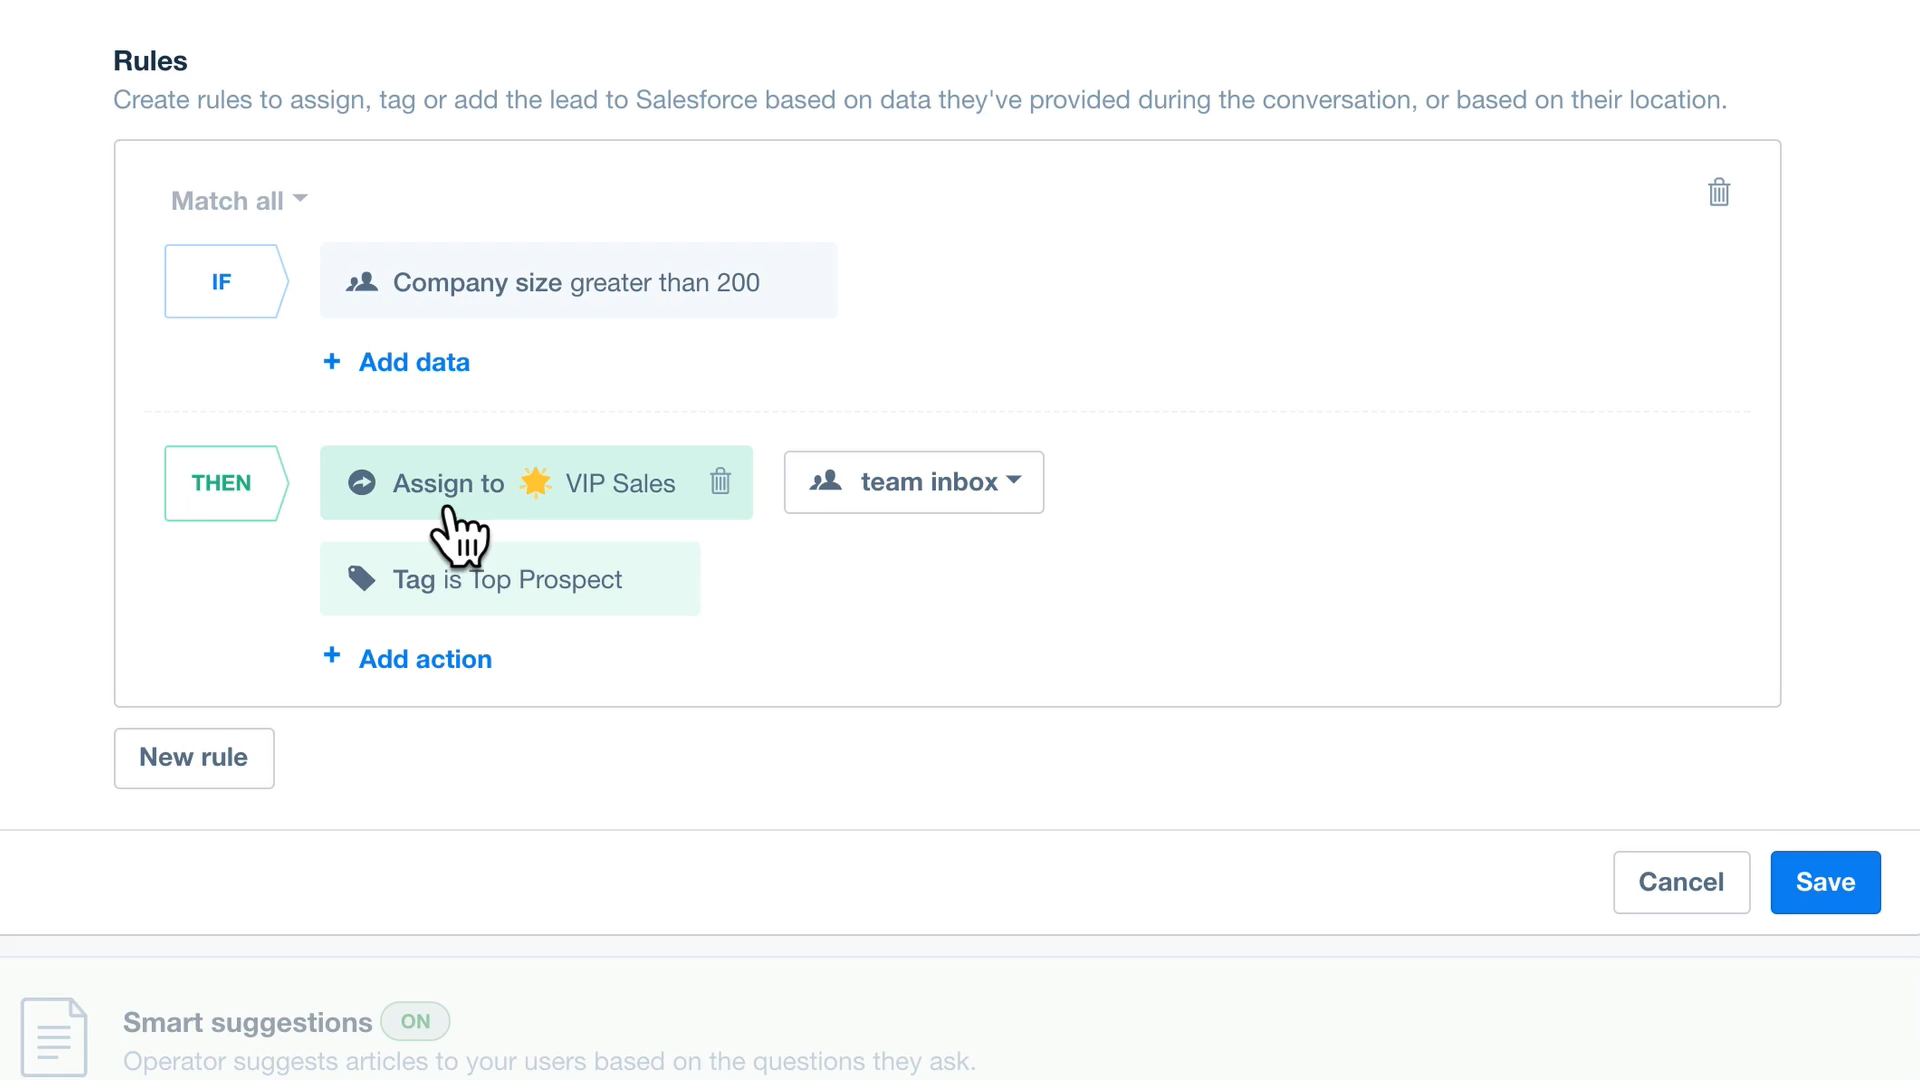 Rules
Create rules to assign, tag or add the lead to Salesforce based on data they've provided during the conversation, or based on their location.
Match all
IF
Company size greater than 200
+ Add data
THEN
Assign to 🌟 VIP Sales
team inbox
Tag is Top Prospect
+ Add action
New rule
Cancel
Save
Smart suggestions ON
Operator suggests articles to your users based on the questions they ask.